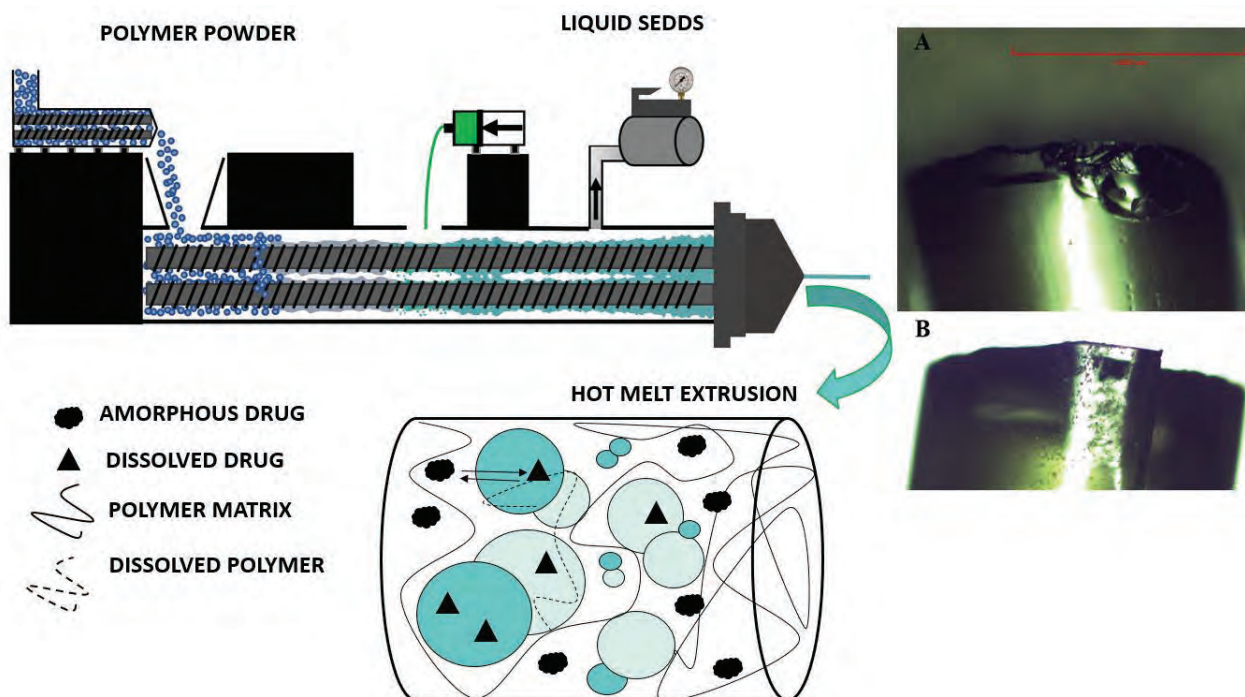 POLYMER POWDER
LIQUID SEDDS
A
B
HOT MELT EXTRUSION
AMORPHOUS DRUG
DISSOLVED DRUG
POLYMER MATRIX
DISSOLVED POLYMER